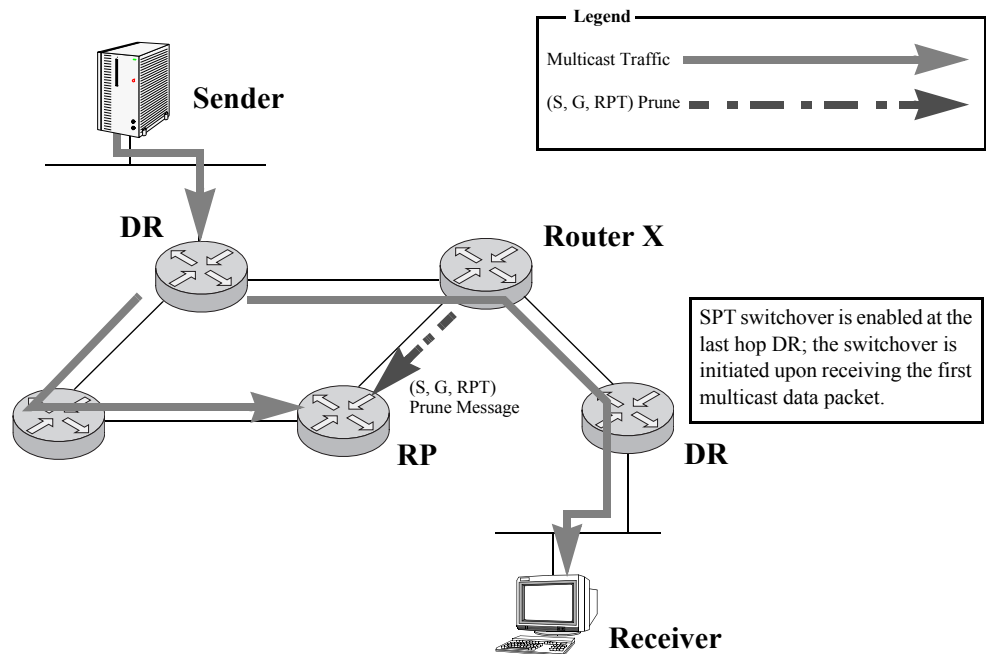 Legend
Multicast Traffic
(S, G, RPT) Prune
Sender
DR
Router X
SPT switchover is enabled at the
last hop DR; the switchover is
initiated upon receiving the first
multicast data packet.
(S, G, RPT)
Prune Message
RP
DR
Receiver